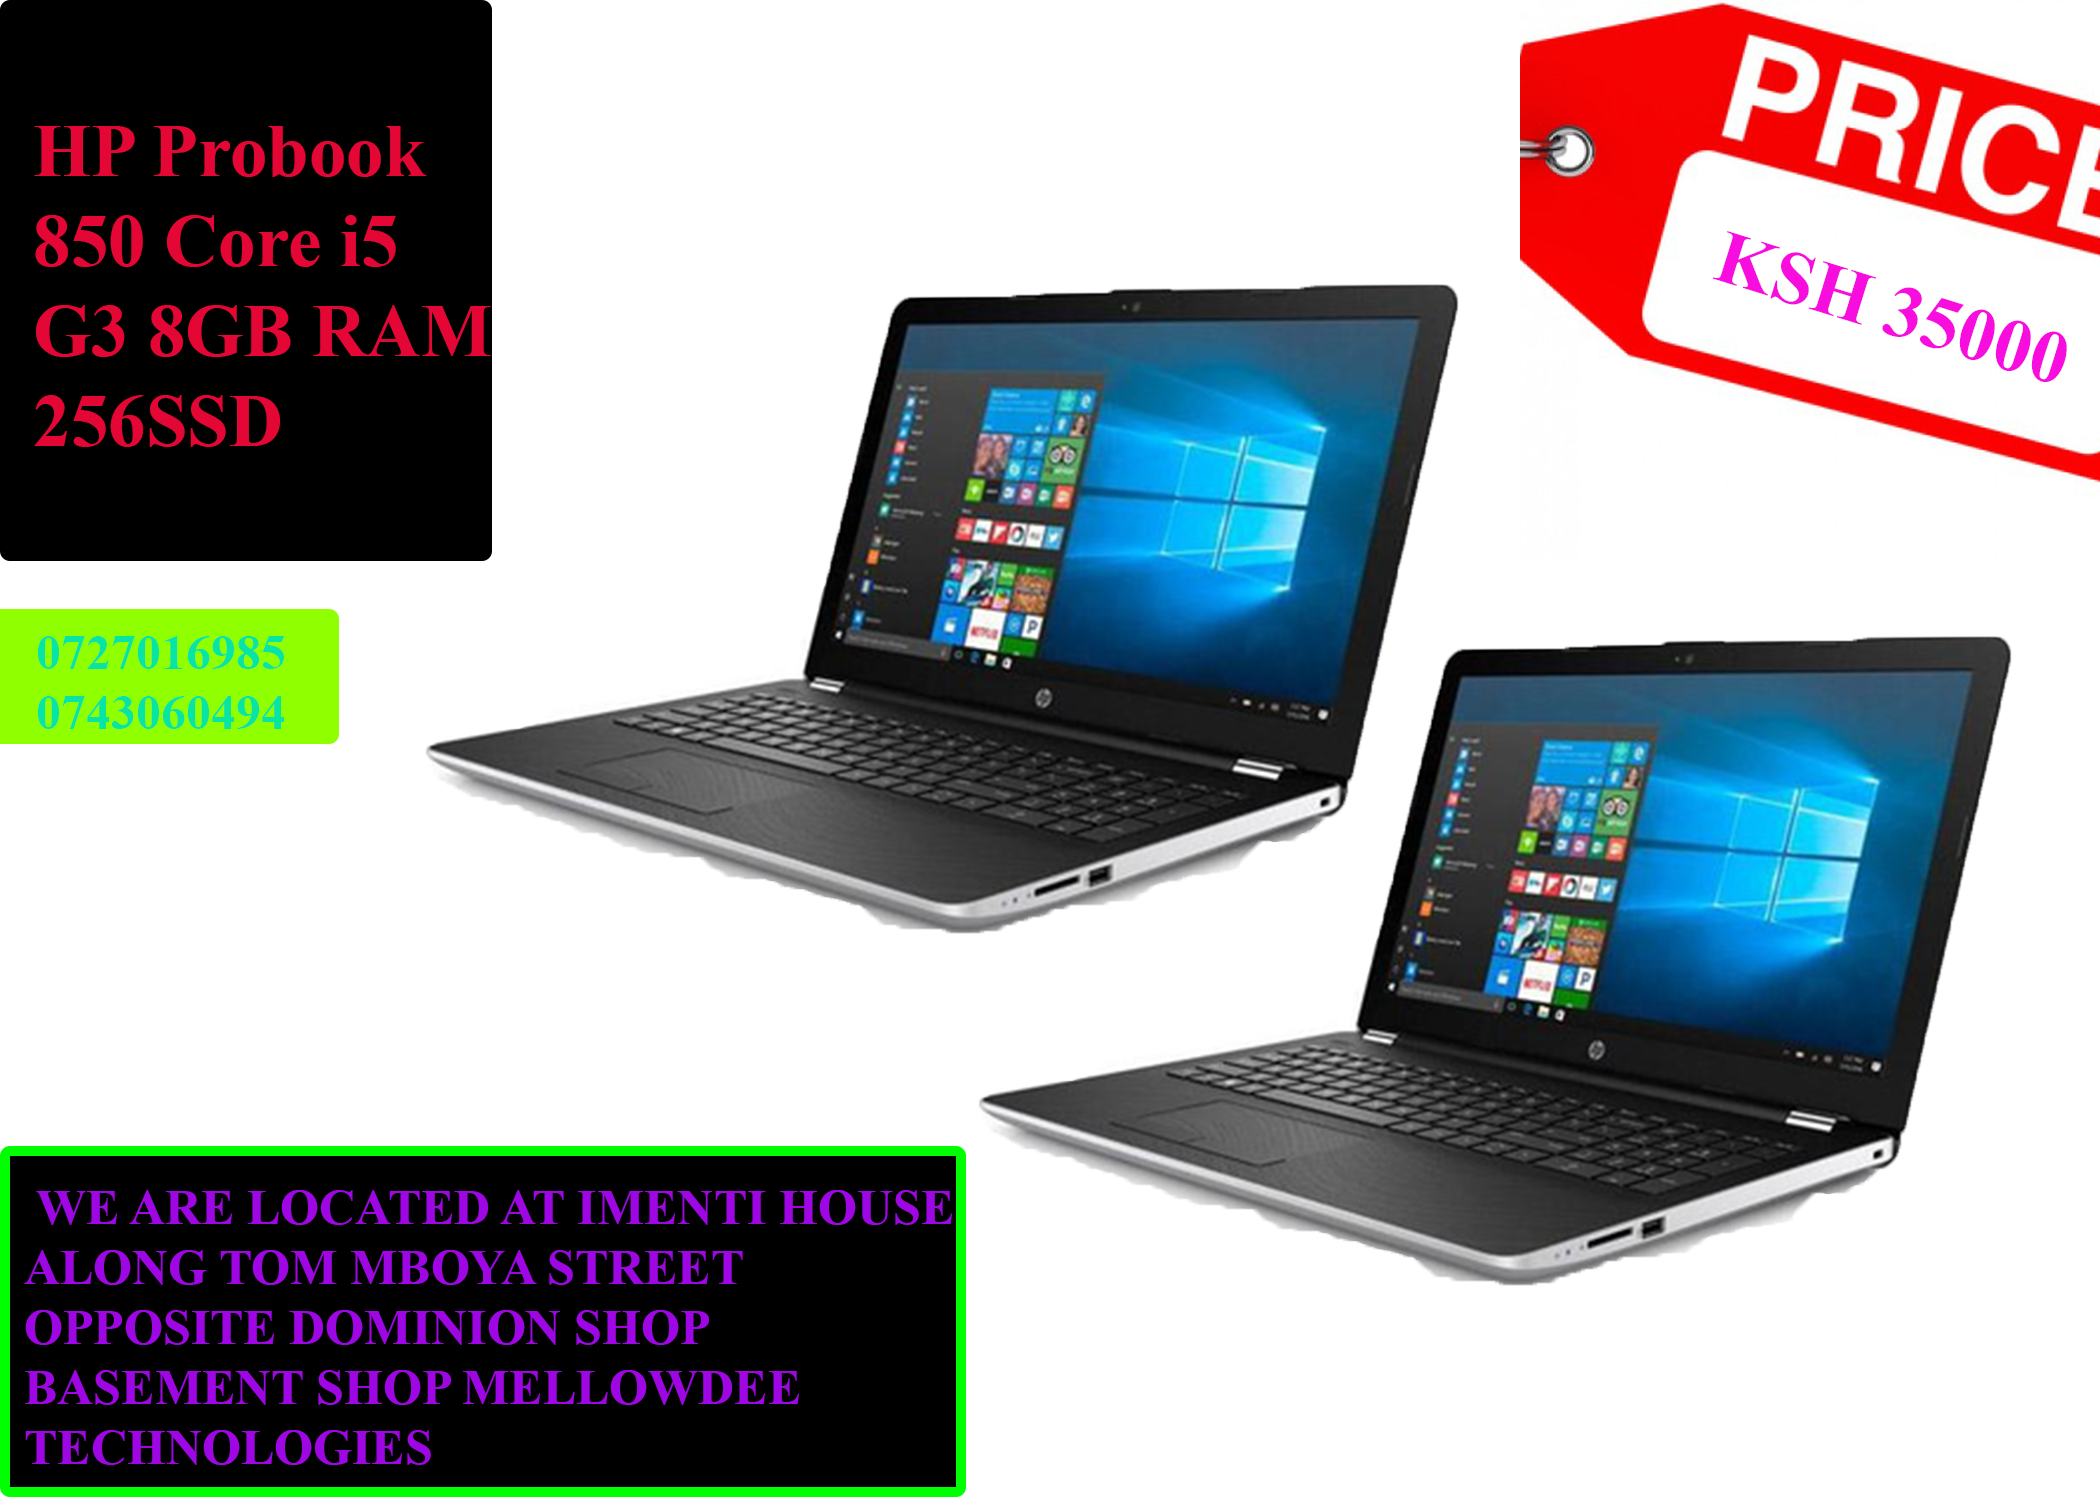 HP Probook
850 Core i5
G3 8GB RAM
256SSD
PRICE
KSH 35000
0727016985
0743060494
WE ARE LOCATED AT IMENTI HOUSE
ALONG TOM MBOYA STREET
OPPOSITE DOMINION SHOP
BASEMENT SHOP MELLOWDEE
TECHNOLOGIES